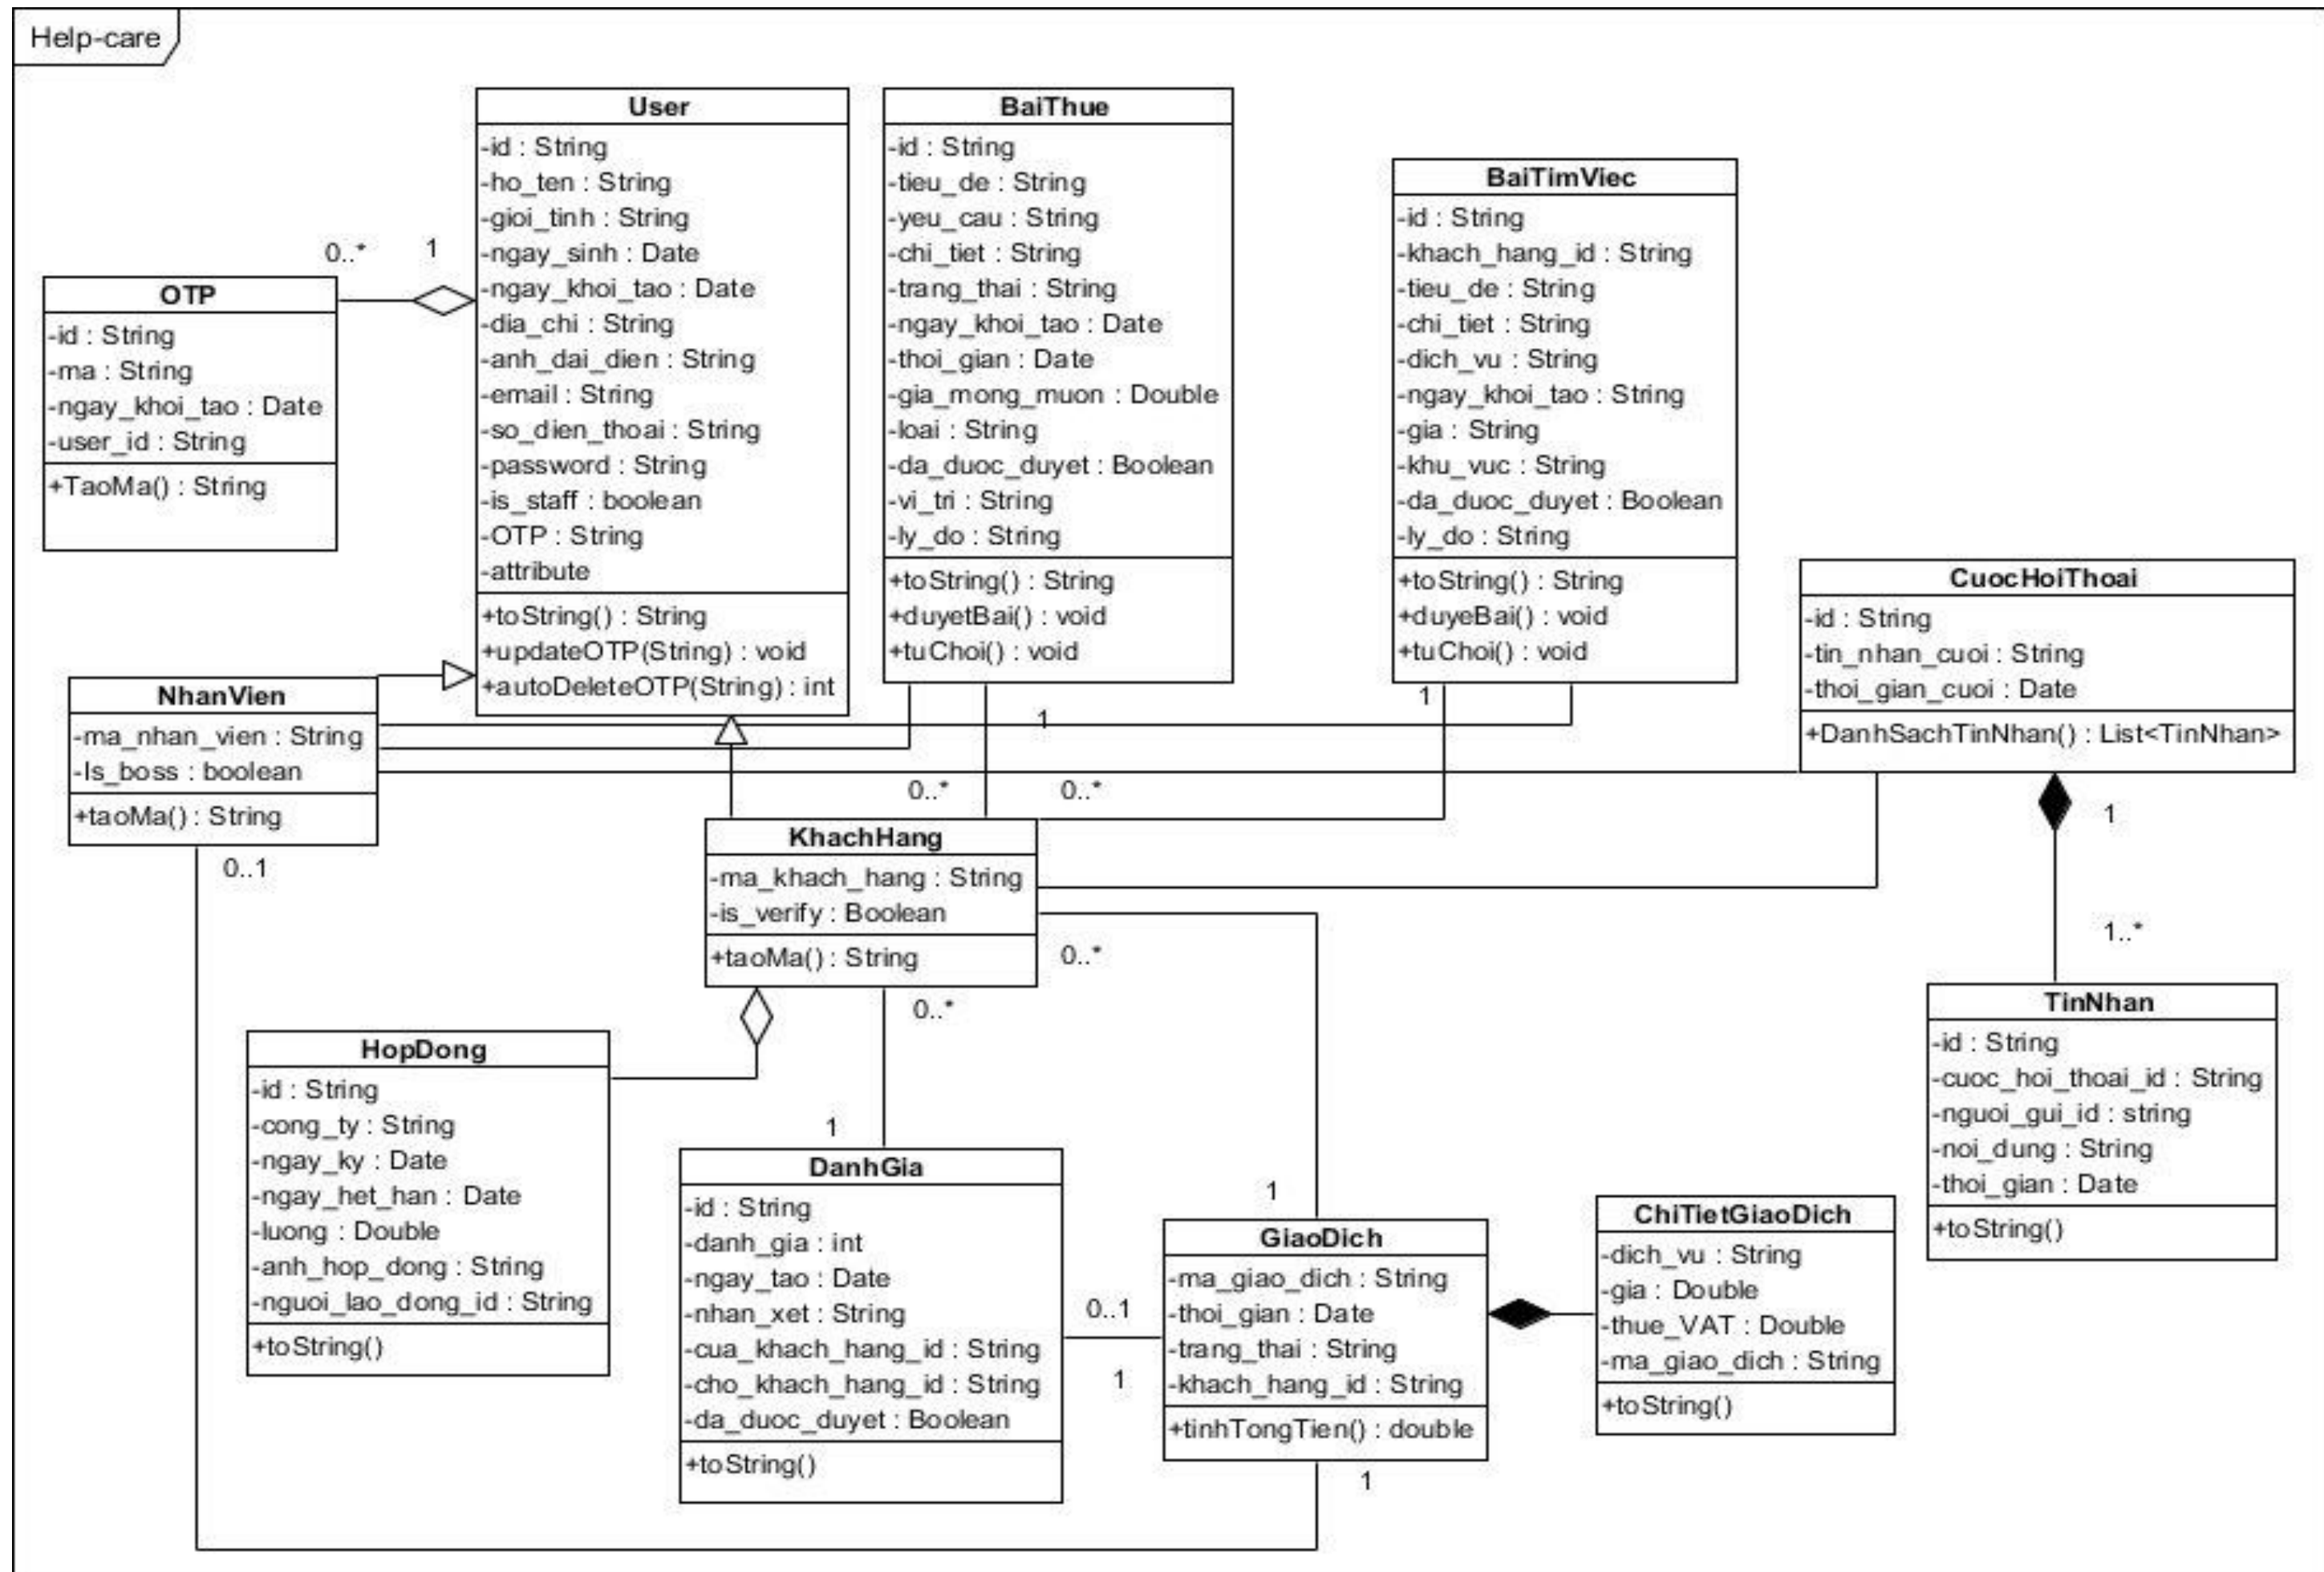 Help-care
User
-id : String
-ho_ten : String
-gioi_tinh : String
-ngay_sinh : Date
-ngay_khoi_tao : Date
-dia_chi : String
-anh_dai_dien : String
-email : String
-so_dien_thoai : String
-password : String
-is_staff : boolean
-OTP : String
-attribute
+toString() : String
+updateOTP(String) : void
+autoDeleteOTP(String) : int
BaiThue
-id : String
-tieu_de : String
-yeu_cau : String
-chi_tiet : String
-trang_thai : String
-ngay_khoi_tao : Date
-thoi_gian : Date
-gia_mong_muon : Double
-loai : String
-da_duoc_duyet : Boolean
-vi_tri : String
-ly_do : String
+toString() : String
+duyetBai() : void
+tuChoi() : void
BaiTimViec
-id : String
-khach_hang_id : String
-tieu_de : String
-chi_tiet : String
-dich_vu : String
-ngay_khoi_tao : String
-gia : String
-khu_vuc : String
-da_duoc_duyet : Boolean
-ly_do : String
+toString() : String
+duyeBai() : void
+tuChoi() : void
0..*
1
OTP
-id : String
-ma : String
-ngay_khoi_tao : Date
-user_id : String
+TaoMa() : String
CuocHoiThoai
-id : String
-tin_nhan_cuoi : String
-thoi_gian_cuoi : Date
+DanhSachTinNhan() : List<TinNhan>
NhanVien
-ma_nhan_vien : String
-Is_boss : boolean
+taoMa() : String
0..1
1
1
0..*
0..*
KhachHang
-ma_khach_hang : String
-is_verify : Boolean
+taoMa() : String
0..*
0..*
1
1..*
TinNhan
-id : String
-cuoc_hoi_thoai_id : String
-nguoi_gui_id : string
-noi_dung : String
-thoi_gian : Date
+toString()
HopDong
-id : String
-cong_ty : String
-ngay_ky : Date
-ngay_het_han : Date
-luong : Double
-anh_hop_dong : String
-nguoi_lao_dong_id : String
+toString()
1
DanhGia
-id : String
-danh_gia : int
-ngay_tao : Date
-nhan_xet : String
-cua_khach_hang_id : String
-cho_khach_hang_id : String
-da_duoc_duyet : Boolean
+toString()
0..1
1
1
GiaoDich
-ma_giao_dich : String
-thoi_gian : Date
-trang_thai : String
-khach_hang_id : String
+tinhTongTien() : double
1
ChiTietGiaoDich
-dich_vu : String
-gia : Double
-thue_VAT : Double
-ma_giao_dich : String
+toString()